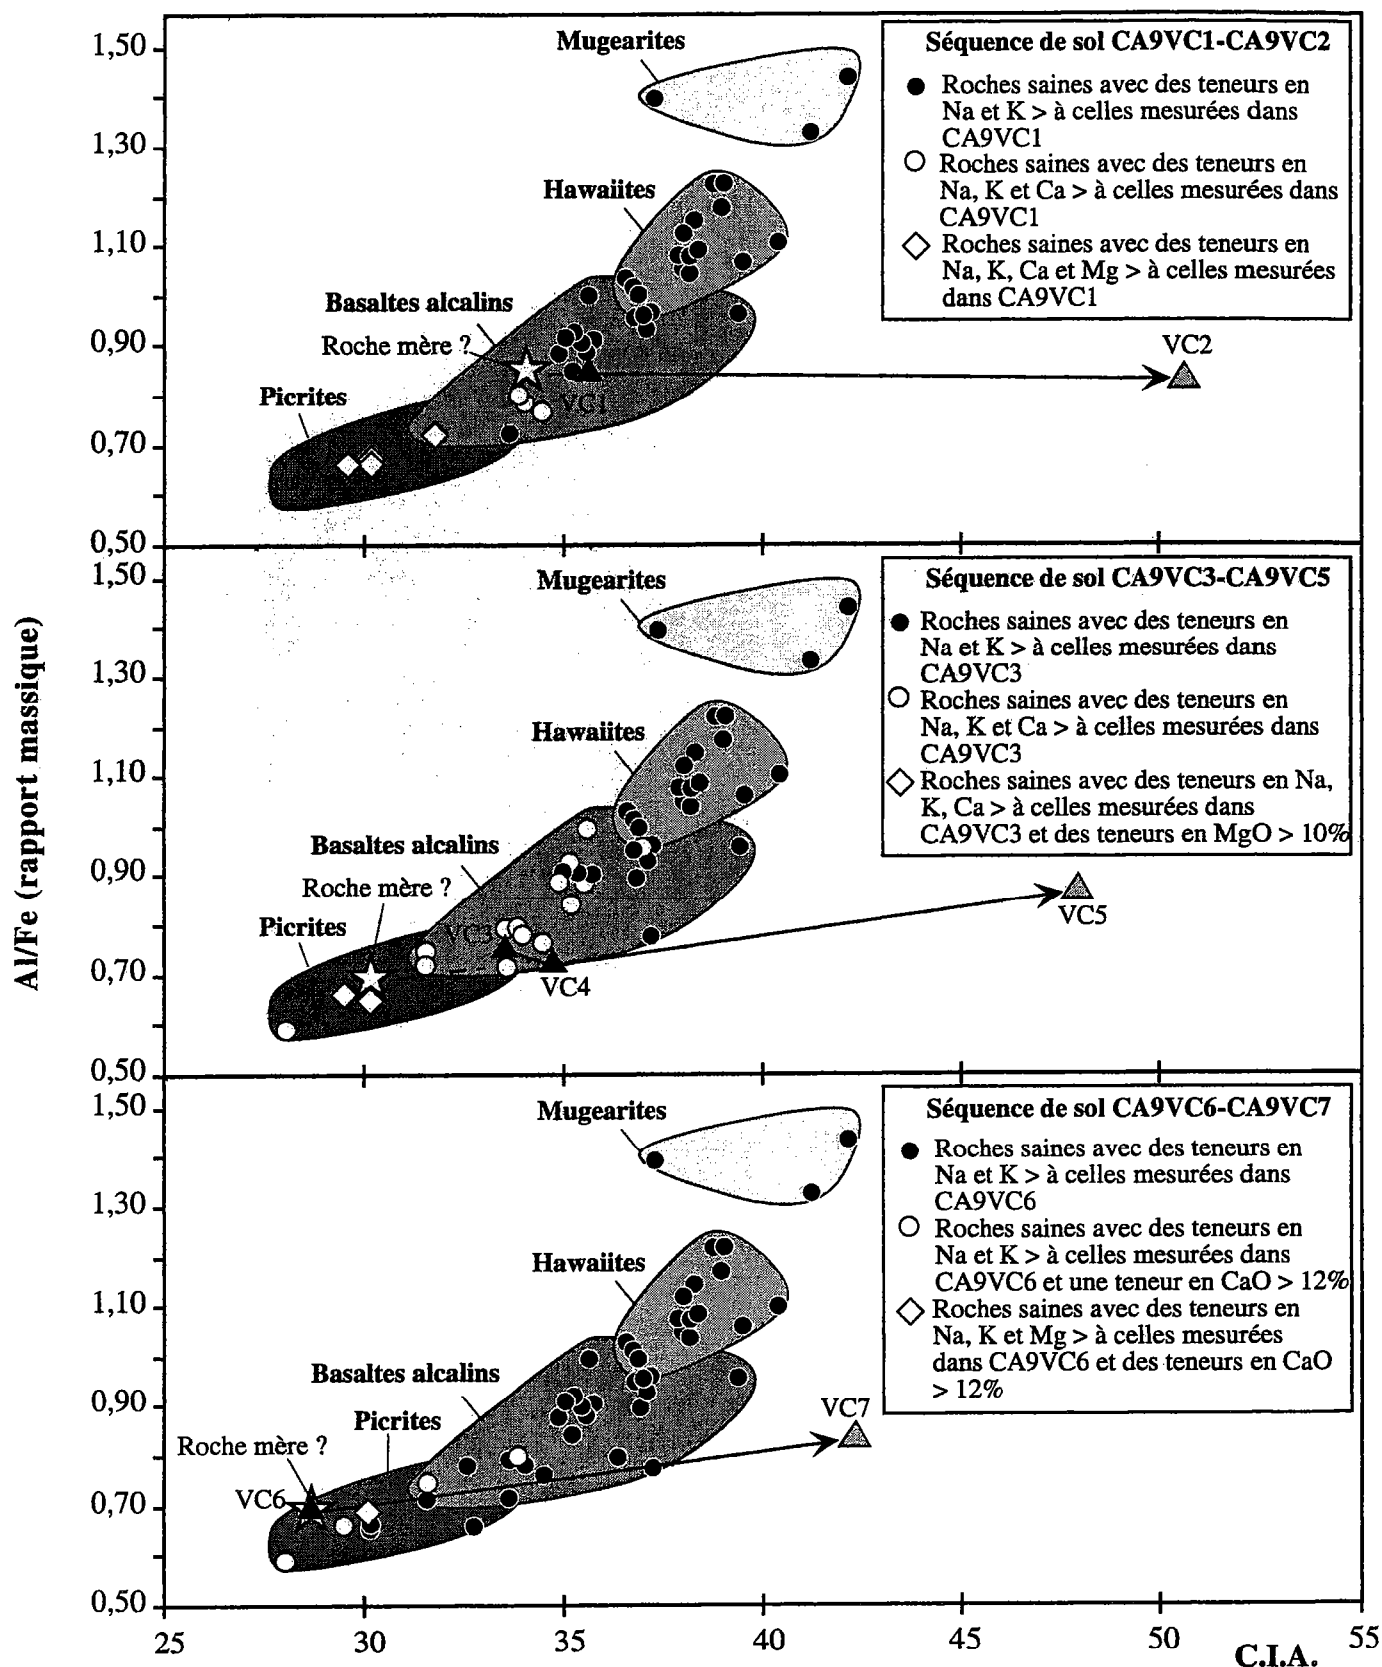 Al/Fe (rapport massique)
1,50
1,30
1,10
0,90
0,70
0,50
Mugearites
Hawaiites
Basaltes alcalins
Roche mère ?
Picrites
VC1
VC2
Séquence de sol CA9VC1-CA9VC2
Roches saines avec des teneurs en
Na et K > à celles mesurées dans
CA9VC1
Roches saines avec des teneurs en
Na, K et Ca > à celles mesurées dans
CA9VC1
Roches saines avec des teneurs en
Na, K, Ca et Mg > à celles mesurées
dans CA9VC1
1,50
1,30
1,10
0,90
0,70
0,50
Mugearites
Hawaiites
Basaltes alcalins
Roche mère ?
Picrites
VC3
VC4
VC5
Séquence de sol CA9VC3-CA9VC5
Roches saines avec des teneurs en
Na et K > à celles mesurées dans
CA9VC3
Roches saines avec des teneurs en
Na, K et Ca > à celles mesurées dans
CA9VC3
Roches saines avec des teneurs en Na,
K, Ca > à celles mesurées dans
CA9VC3 et des teneurs en MgO > 10%
1,50
1,30
1,10
0,90
0,70
0,50
Mugearites
Hawaiites
Basaltes alcalins
Picrites
Roche mère ?
VC6
VC7
Séquence de sol CA9VC6-CA9VC7
Roches saines avec des teneurs en
Na et K > à celles mesurées dans
CA9VC6
Roches saines avec des teneurs en
Na et K > à celles mesurées dans
CA9VC6 et une teneur en CaO > 12%
Roches saines avec des teneurs en
Na, K et Mg > à celles mesurées
dans CA9VC6 et des teneurs en CaO
> 12%
25 30 35 40 45 50 55
C.I.A.